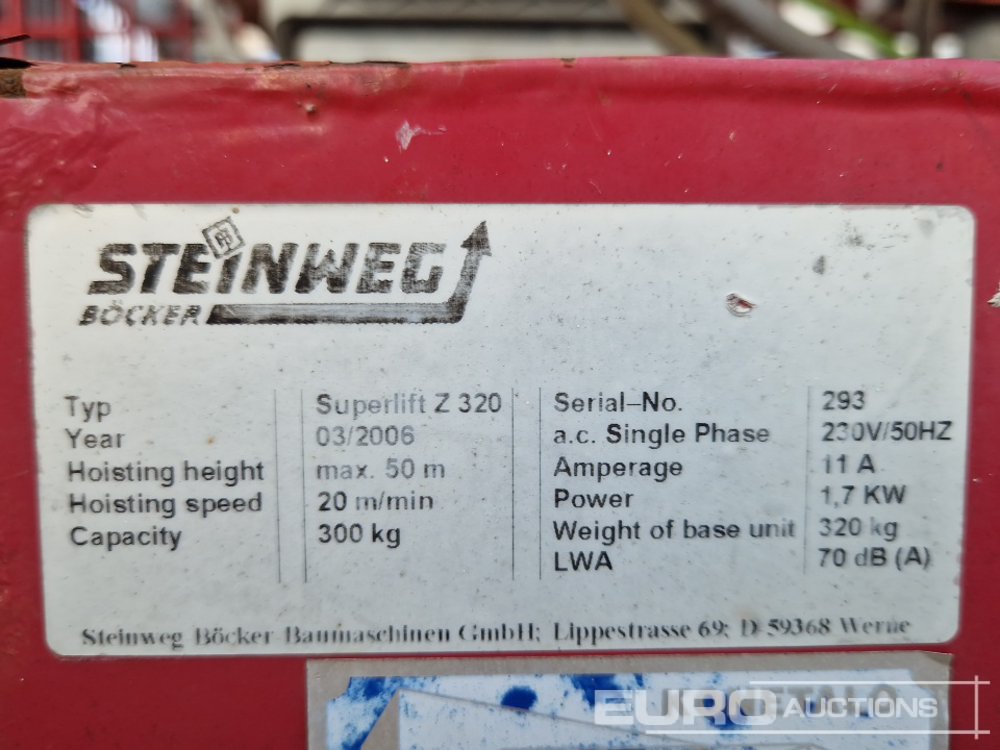 STEINWEG
BÖCKER
Typ Superlift Z 320
Year 03/2006
Hoisting height max. 50 m
Hoisting speed 20 m/min
Capacity 300 kg
Serial–No. 293
a.c. Single Phase 230V/50HZ
Amperage 11 A
Power 1,7 KW
Weight of base unit 320 kg
LWA 70 dB (A)
Steinweg Böcker Baumaschinen GmbH; Lippestrasse 69; D-59368 Werne
EURO AUCTIONS